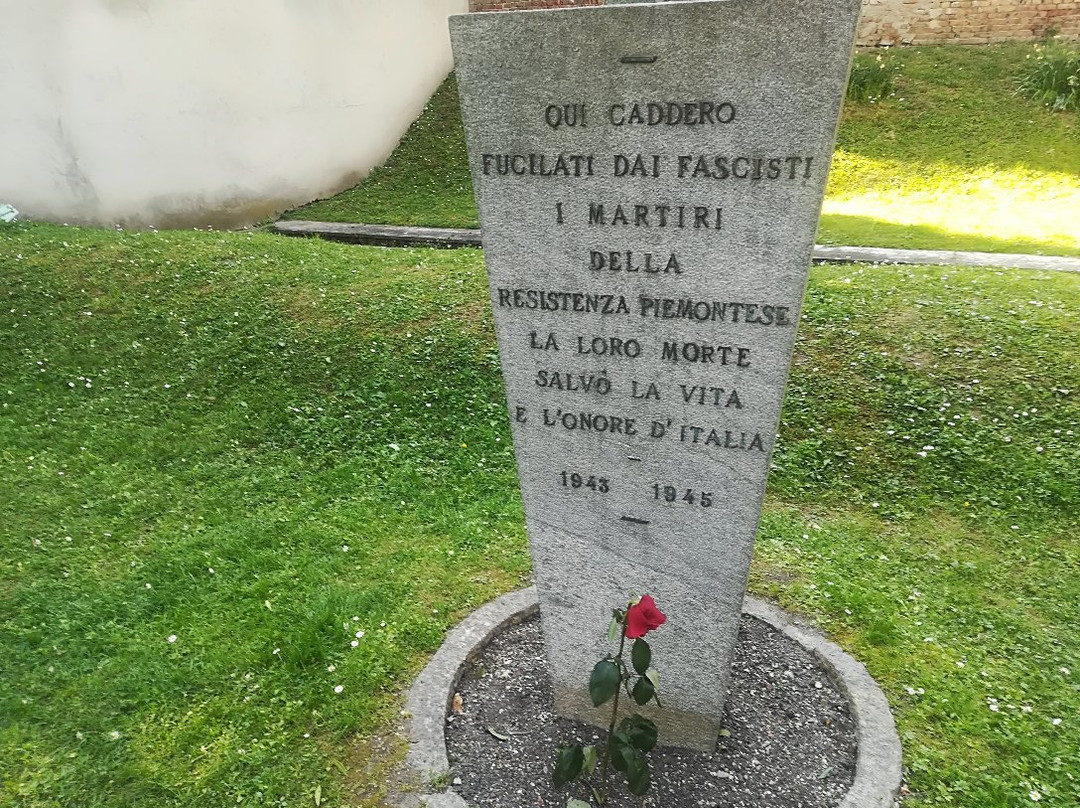 QUI CADDERO
FUCILATI DAI FASCISTI
I MARTIRI
DELLA
RESISTENZA PIEMONTESE
LA LORO MORTE
SALVÒ LA VITA
E L'ONORE D'ITALIA
1943 1945